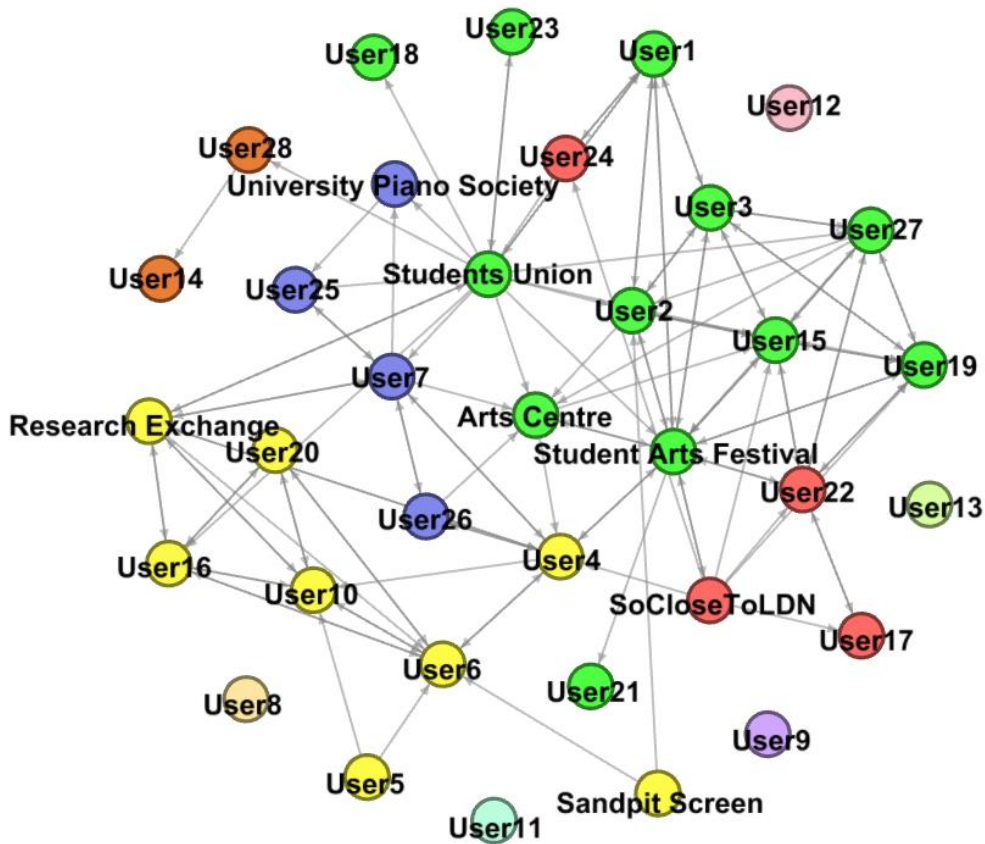 User23
User18
User1
User12
User28
User24
University Piano Society
User3
User27
User14
User25
Students Union
User2
User15
User19
User7
Arts Centre
Research Exchange
User20
Student Arts Festival
User22
User13
User26
User16
User4
User10
SoCloseToLDN
User17
User6
User21
User8
User9
User5
Sandpit Screen
User11